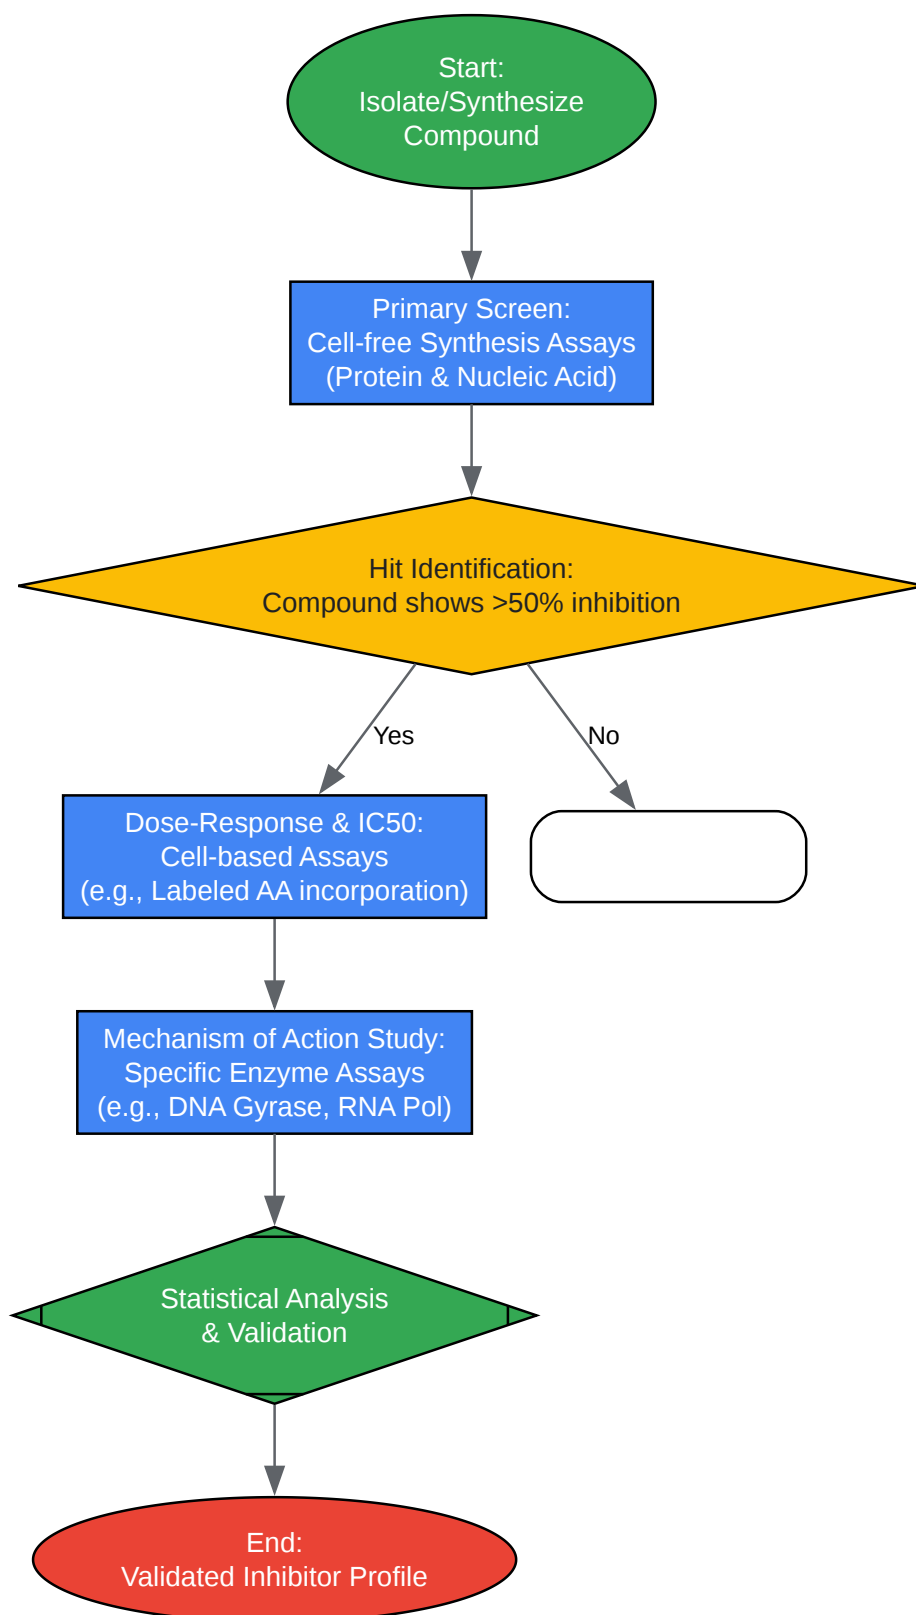 Start:
Isolate/Synthesize
Compound
Primary Screen:
Cell-free Synthesis Assays
(Protein & Nucleic Acid)
Hit Identification:
Compound shows >50% inhibition
Yes
No
Dose-Response & IC50:
Cell-based Assays
(e.g., Labeled AA incorporation)
Mechanism of Action Study:
Specific Enzyme Assays
(e.g., DNA Gyrase, RNA Pol)
Statistical Analysis
& Validation
End:
Validated Inhibitor Profile